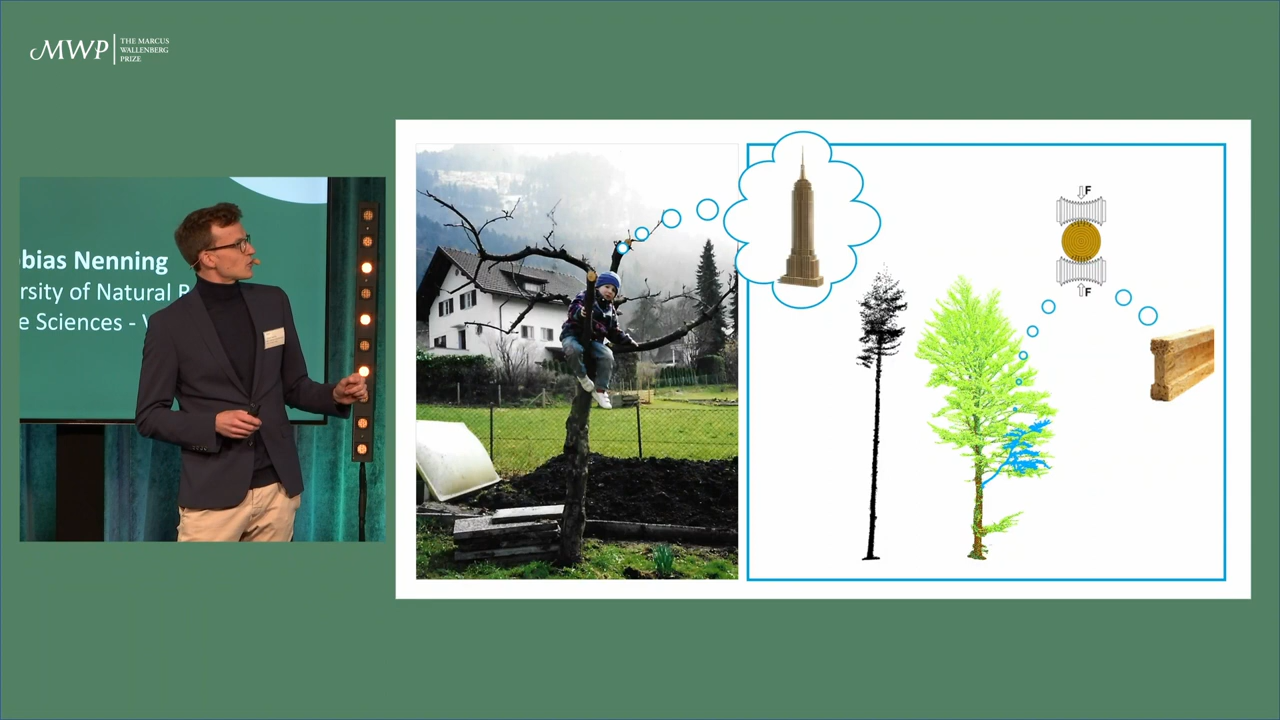 MWP
THE MARCUS
WALLENBERG
PRIZE
obias Nenning
rsity of Natural R
e Sciences - V
F
F